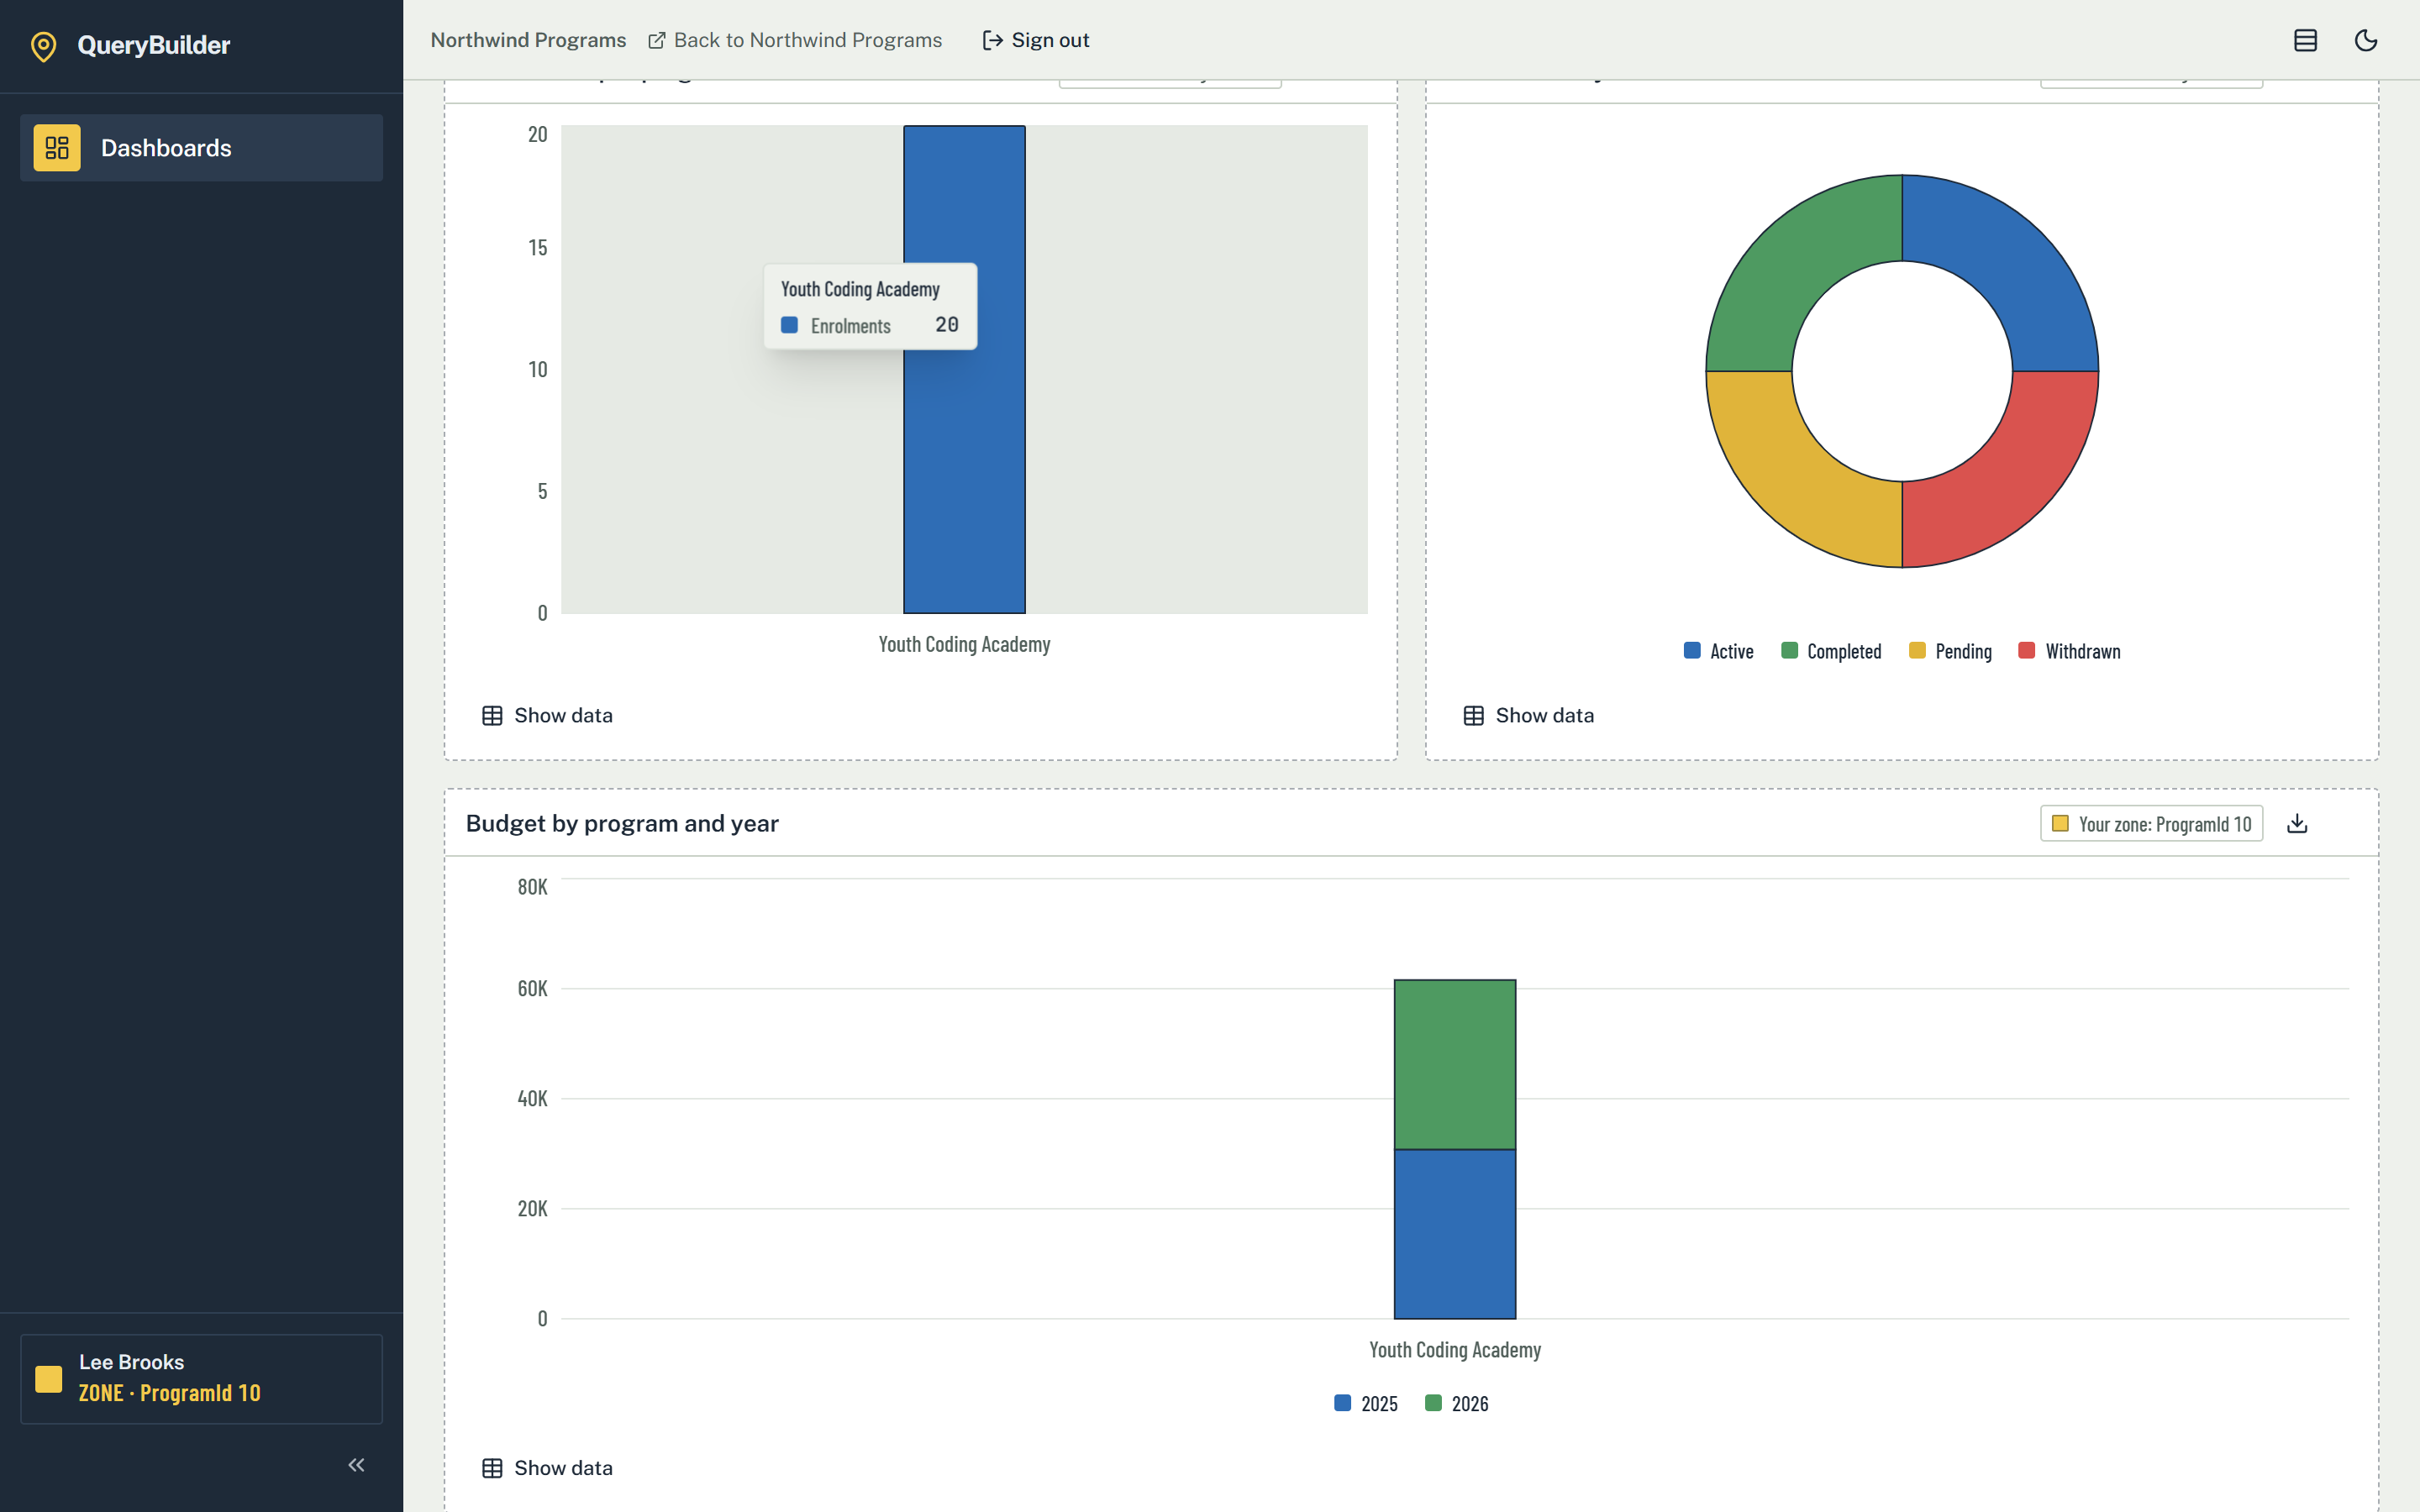 QueryBuilder
Dashboards
Northwind Programs Back to Northwind Programs Sign out
20
15
10
5
0
Youth Coding Academy
Enrolments 20
Youth Coding Academy
Show data
Active Completed Pending Withdrawn
Show data
Budget by program and year
Your zone: ProgramId 10
80K
60K
40K
20K
0
Youth Coding Academy
2025 2026
Show data
Lee Brooks
ZONE · ProgramId 10